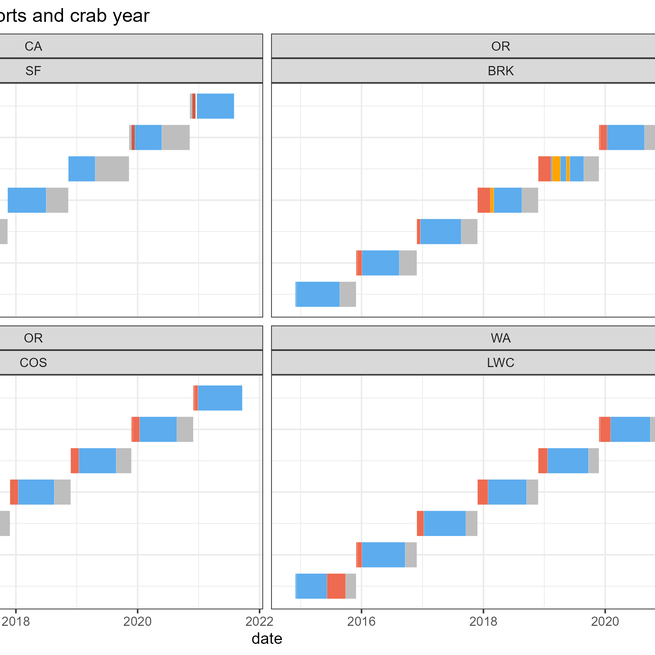 orts and crab year
CA
OR
SF
BRK
OR
WA
COS
LWC
2018
2020
2022
2016
2018
2020
date